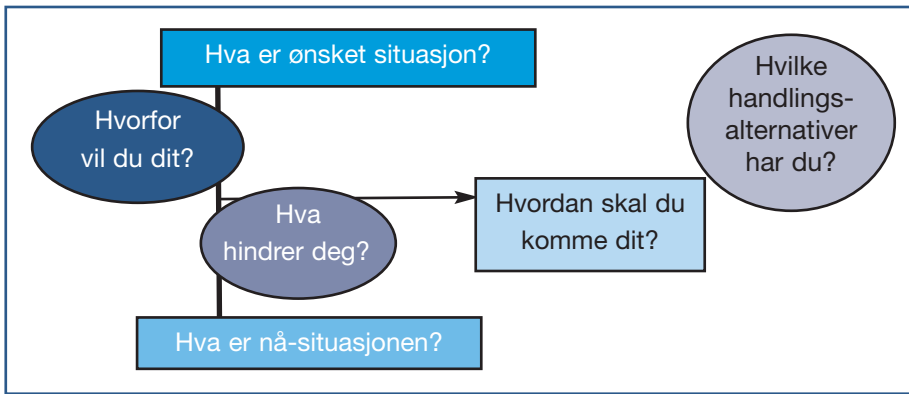 Hva er ønsket situasjon?
Hvorfor
vil du dit?
Hvilke
handlings-
alternativer
har du?
Hva
hindrer deg?
Hvordan skal du
komme dit?
Hva er nå-situasjonen?